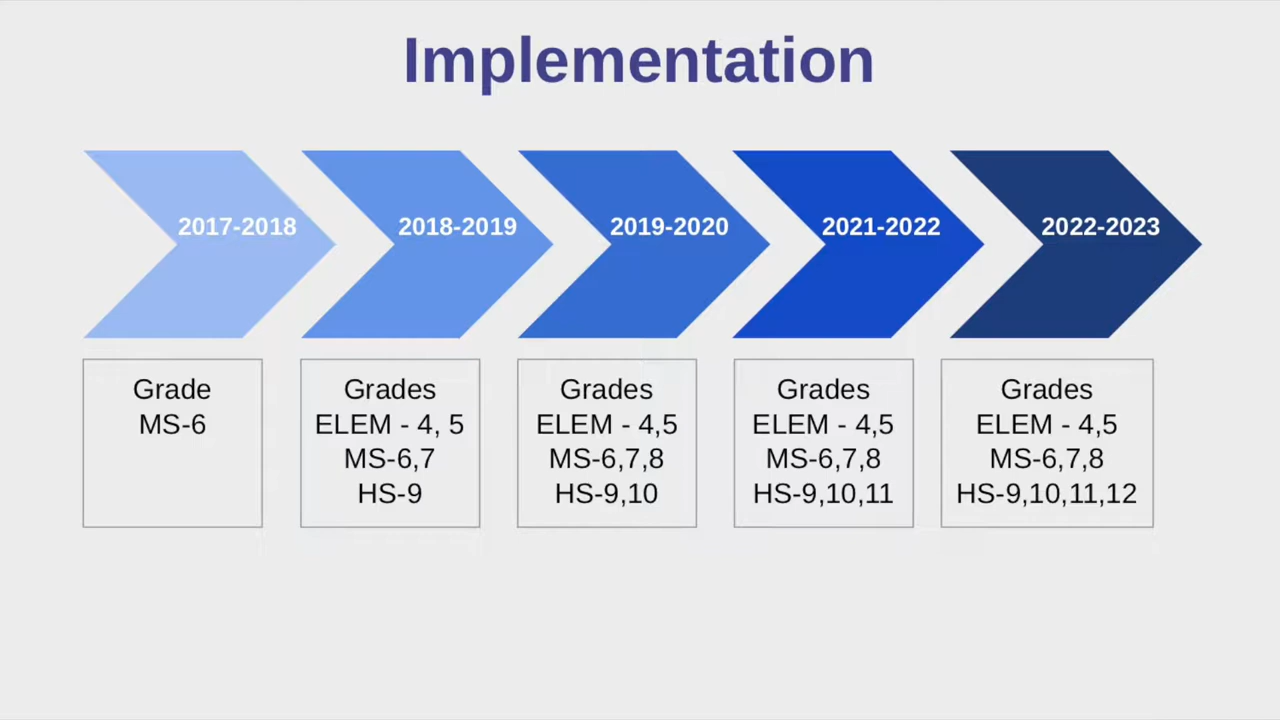 Implementation
2017-2018
2018-2019
2019-2020
2021-2022
2022-2023
Grade
MS-6
Grades
ELEM - 4, 5
MS-6,7
HS-9
Grades
ELEM - 4,5
MS-6,7,8
HS-9,10
Grades
ELEM - 4,5
MS-6,7,8
HS-9,10,11
Grades
ELEM - 4,5
MS-6,7,8
HS-9,10,11,12